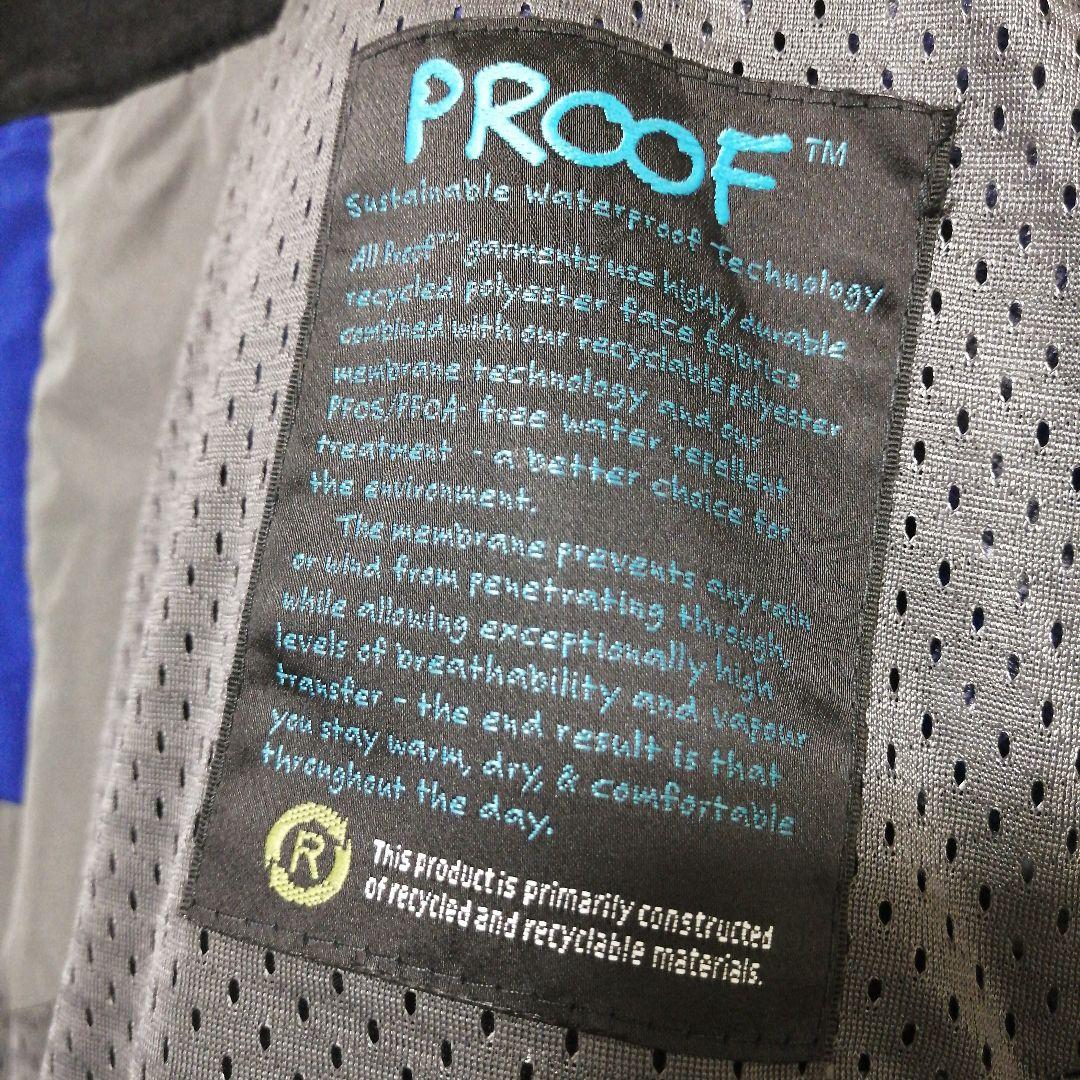 PROOF™
Sustainable Waterproof Technology
All Proof™ garments use highly durable
recycled polyester face fabrics
combined with our recyclable polyester
membrane technology and our
PFOS/PFOA- free water repellent
treatment - a better choice for
the environment.
The membrane prevents any rain
or wind from penetrating through,
while allowing exceptionally high
levels of breathability and vapour
transfer - the end result is that
you stay warm, dry, & comfortable
throughout the day.
R
This product is primarily constructed
of recycled and recyclable materials.